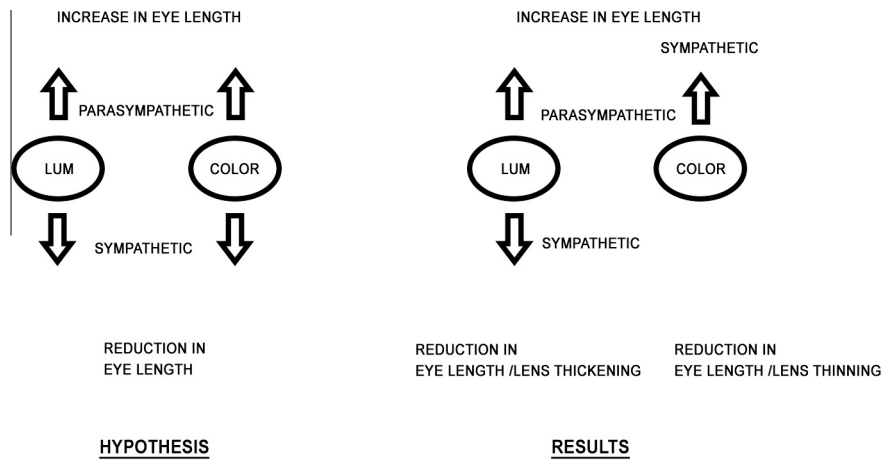 INCREASE IN EYE LENGTH
PARASYMPATHETIC
LUM
COLOR
SYMPATHETIC
REDUCTION IN
EYE LENGTH
HYPOTHESIS
INCREASE IN EYE LENGTH
SYMPATHETIC
PARASYMPATHETIC
LUM
COLOR
SYMPATHETIC
REDUCTION IN
EYE LENGTH /LENS THICKENING
REDUCTION IN
EYE LENGTH /LENS THINNING
RESULTS